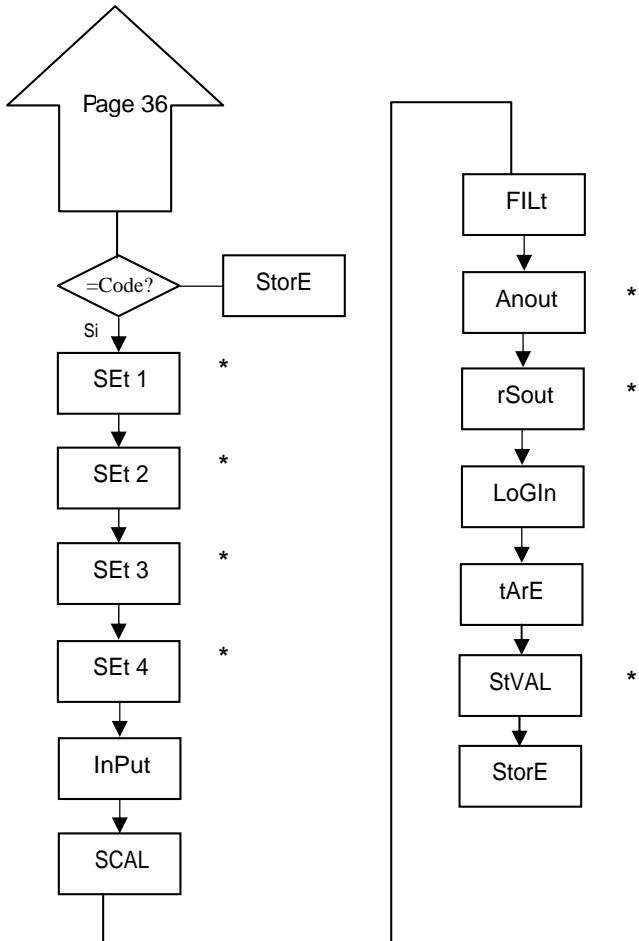 Page 36
=Code?
StorE
Si
SEt 1 *
SEt 2 *
SEt 3 *
SEt 4 *
InPut
SCAL
FILt
Anout *
rSout *
LoGIn
tArE
StVAL *
StorE